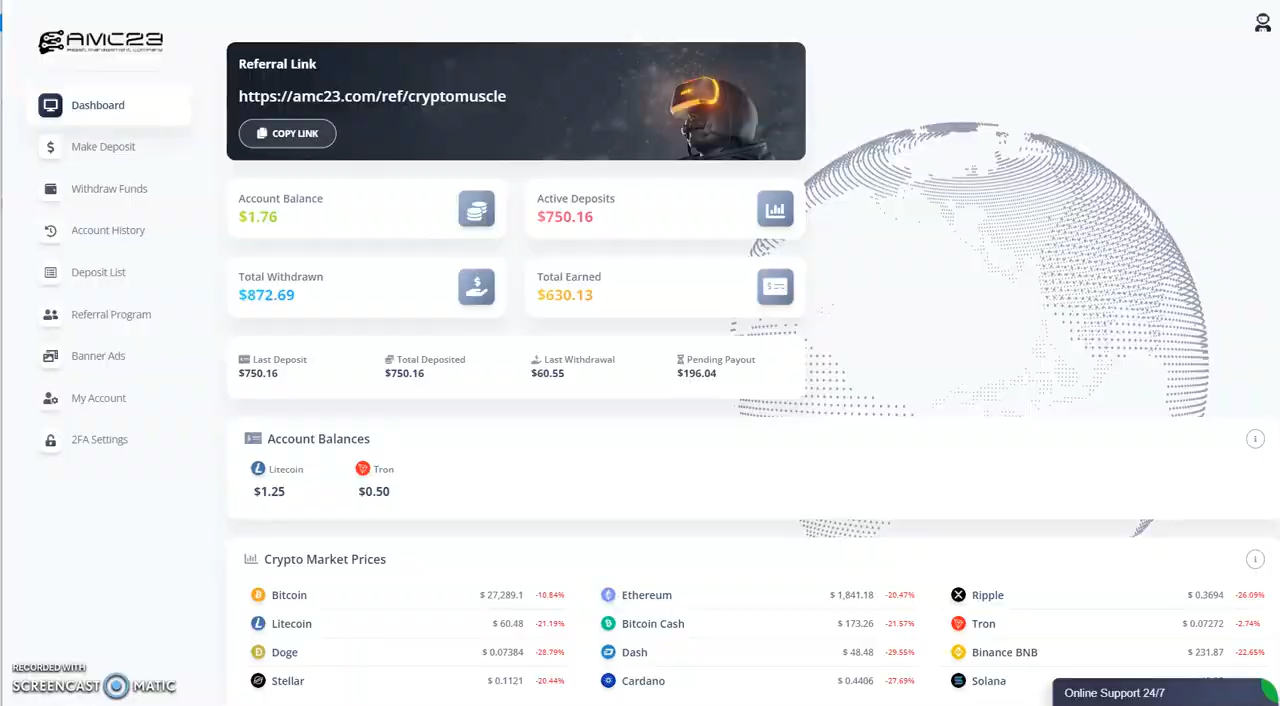 AMC23
Asset Management Company
Dashboard
Make Deposit
Withdraw Funds
Account History
Deposit List
Referral Program
Banner Ads
My Account
2FA Settings
RECORDED WITH
SCREENCAST MATIC
Referral Link
https://amc23.com/ref/cryptomuscle
COPY LINK
Account Balance
$1.76
Active Deposits
$750.16
Total Withdrawn
$872.69
Total Earned
$630.13
Last Deposit
$750.16
Total Deposited
$750.16
Last Withdrawal
$60.55
Pending Payout
$196.04
Account Balances
Litecoin
$1.25
Tron
$0.50
Crypto Market Prices
Bitcoin $ 27,289.1 -10.84%
Ethereum $ 1,841.18 -20.47%
Ripple $ 0.3694 -26.09%
Litecoin $ 60.48 -21.19%
Bitcoin Cash $ 173.26 -21.57%
Tron $ 0.07272 -2.74%
Doge $ 0.07384 -28.79%
Dash $ 48.48 -29.55%
Binance BNB $ 231.87 -22.65%
Stellar $ 0.1121 -20.44%
Cardano $ 0.4406 -27.69%
Solana
Online Support 24/7